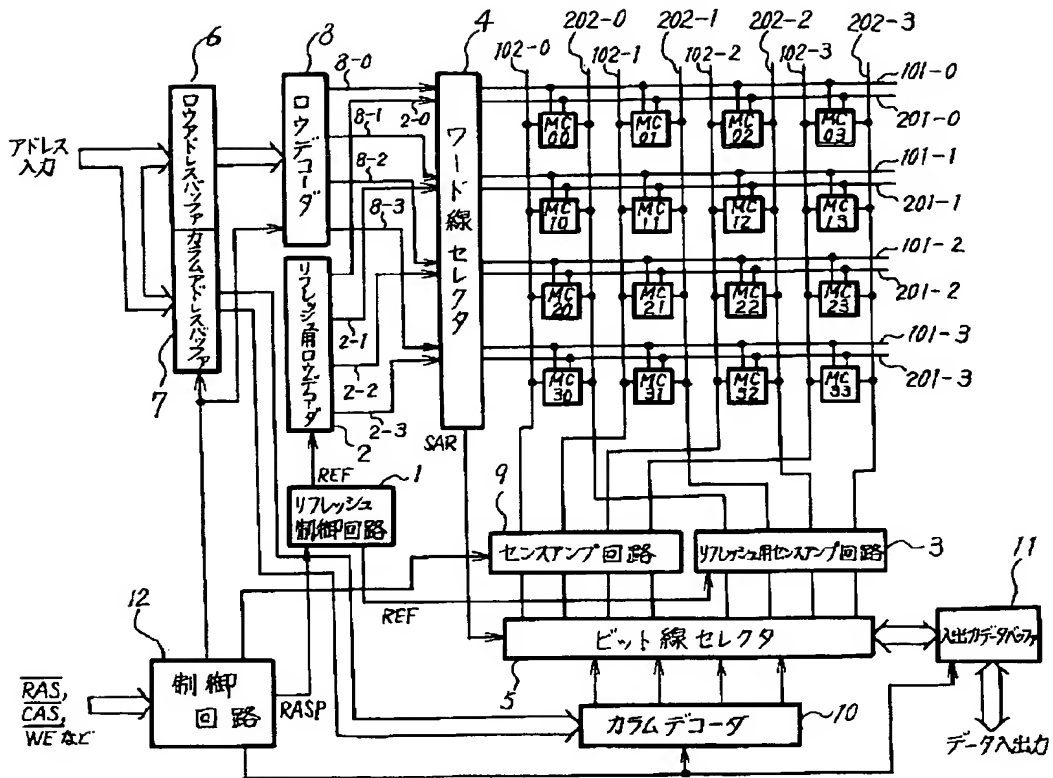 202-0 202-1 202-2 202-3
102-0 102-1 102-2 102-3
6
8
4
8-0
2-0
8-1
8-2
8-3
アドレス
入力
ロウアドレスバッファ
カラムアドレスバッファ
7
ロウデコーダ
リフレッシュ用ロウデコーダ
2
2-1
2-2
2-3
ワード線セレクタ
101-0
201-0
101-1
201-1
101-2
201-2
101-3
201-3
MC
00
MC
01
MC
02
MC
03
MC
10
MC
11
MC
12
MC
13
MC
20
MC
21
MC
22
MC
23
MC
30
MC
31
MC
32
MC
33
SAR
REF
1
リフレッシュ
制御回路
9
センスアンプ回路
リフレッシュ用センスアンプ回路
3
REF
ビット線セレクタ
5
11
入出力データバッファ
12
制御
回路
RAS,
CAS,
WEなど
RASP
カラムデコーダ
10
データ入出力